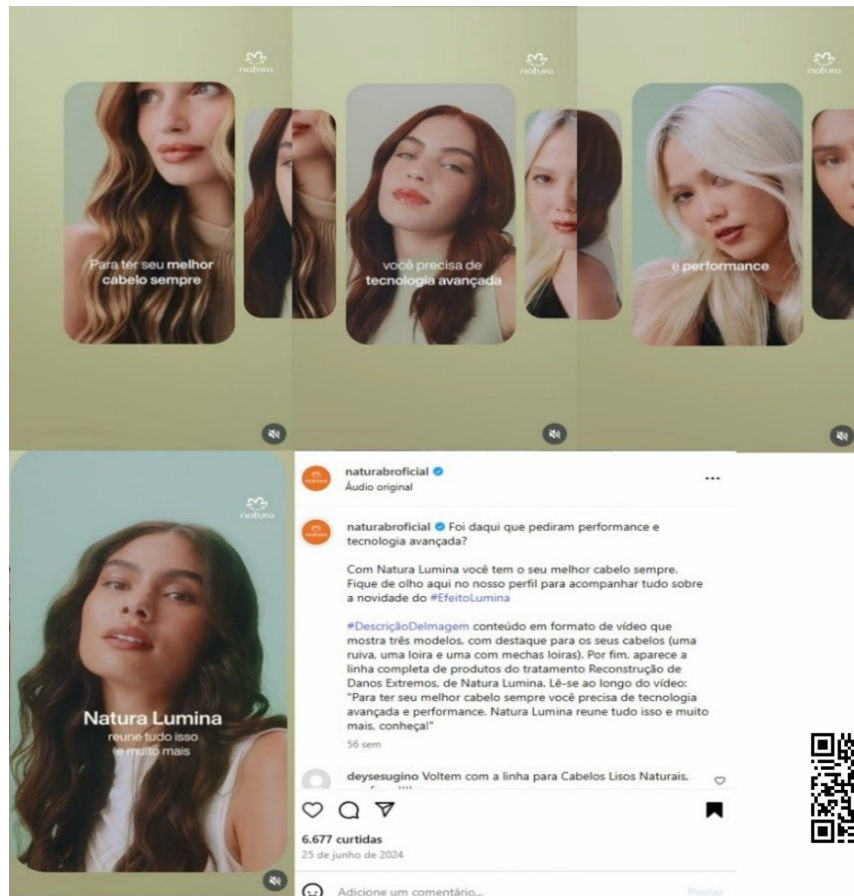 natura
Para ter seu melhor
cabelo sempre
natura
você precisa de
tecnologia avançada
natura
e performance
natura
Natura Lumina
reune tudo isso
e muito mais
naturabroficial
Áudio original
naturabroficial Foi daqui que pediram performance e
tecnologia avançada?
Com Natura Lumina você tem o seu melhor cabelo sempre.
Fique de olho aqui no nosso perfil para acompanhar tudo sobre
a novidade do #EfeitoLumina
#DescriçãoDeImagem conteúdo em formato de vídeo que
mostra três modelos, com destaque para os seus cabelos (uma
ruiva, uma loira e uma com mechas loiras). Por fim, aparece a
linha completa de produtos do tratamento Reconstrução de
Danos Extremos, de Natura Lumina. Lê-se ao longo do vídeo:
"Para ter seu melhor cabelo sempre você precisa de tecnologia
avançada e performance. Natura Lumina reune tudo isso e muito
mais, conheça!"
56 sem
deysesugino Voltem com a linha para Cabelos Lisos Naturais,
6.677 curtidas
25 de junho de 2024
Adicione um comentário...
Postar